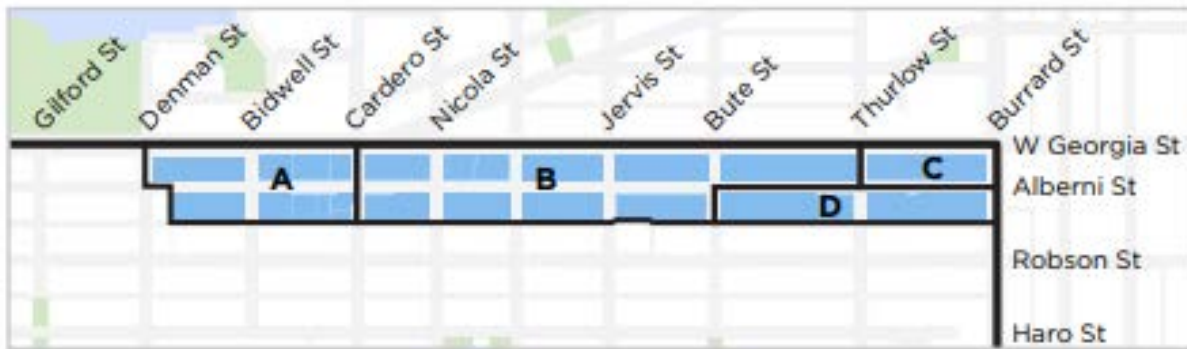 Gilford St
Denman St
Bidwell St
Cardero St
Nicola St
Jervis St
Bute St
Thurlow St
Burrard St
W Georgia St
Alberni St
Robson St
Haro St
A
B
C
D